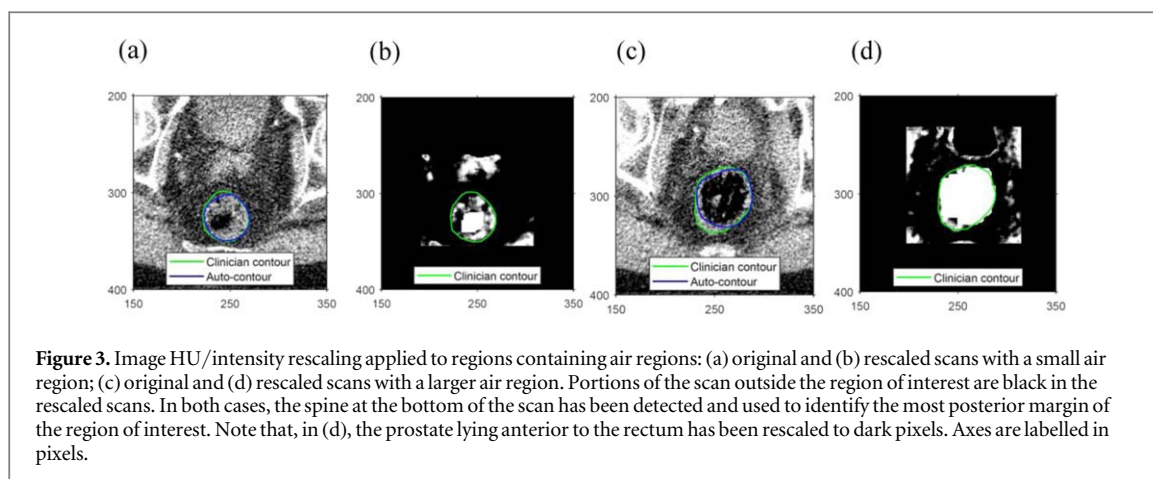 (a)
(b)
(c)
(d)
200
300
400
150
250
350
Clinician contour
Auto-contour
200
300
400
150
250
350
Clinician contour
200
300
400
150
250
350
Clinician contour
Auto-contour
200
300
400
150
250
350
Clinician contour
Figure 3. Image HU/intensity rescaling applied to regions containing air regions: (a) original and (b) rescaled scans with a small air
region; (c) original and (d) rescaled scans with a larger air region. Portions of the scan outside the region of interest are black in the
rescaled scans. In both cases, the spine at the bottom of the scan has been detected and used to identify the most posterior margin of
the region of interest. Note that, in (d), the prostate lying anterior to the rectum has been rescaled to dark pixels. Axes are labelled in
pixels.